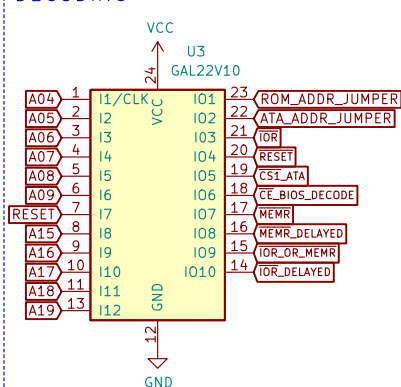 VCC
U3
GAL22V10
24
A04 1 I1/CLK VCC IO1 23 ROM_ADDR_JUMPER
A05 2 I2 IO2 22 ATA_ADDR_JUMPER
A06 3 I3 IO3 21 IOR
A07 4 I4 IO4 20 RESET
A08 5 I5 IO5 19 CS1_ATA
A09 6 I6 IO6 18 CE_BIOS_DECODE
RESET 7 I7 IO7 17 MEMR
A15 8 I8 IO8 16 MEMR_DELAYED
A16 9 I9 IO9 15 IOR_OR_MEMR
A17 10 I10 IO10 14 IOR_DELAYED
A18 11 I11 GND
A19 13 I12
12
GND